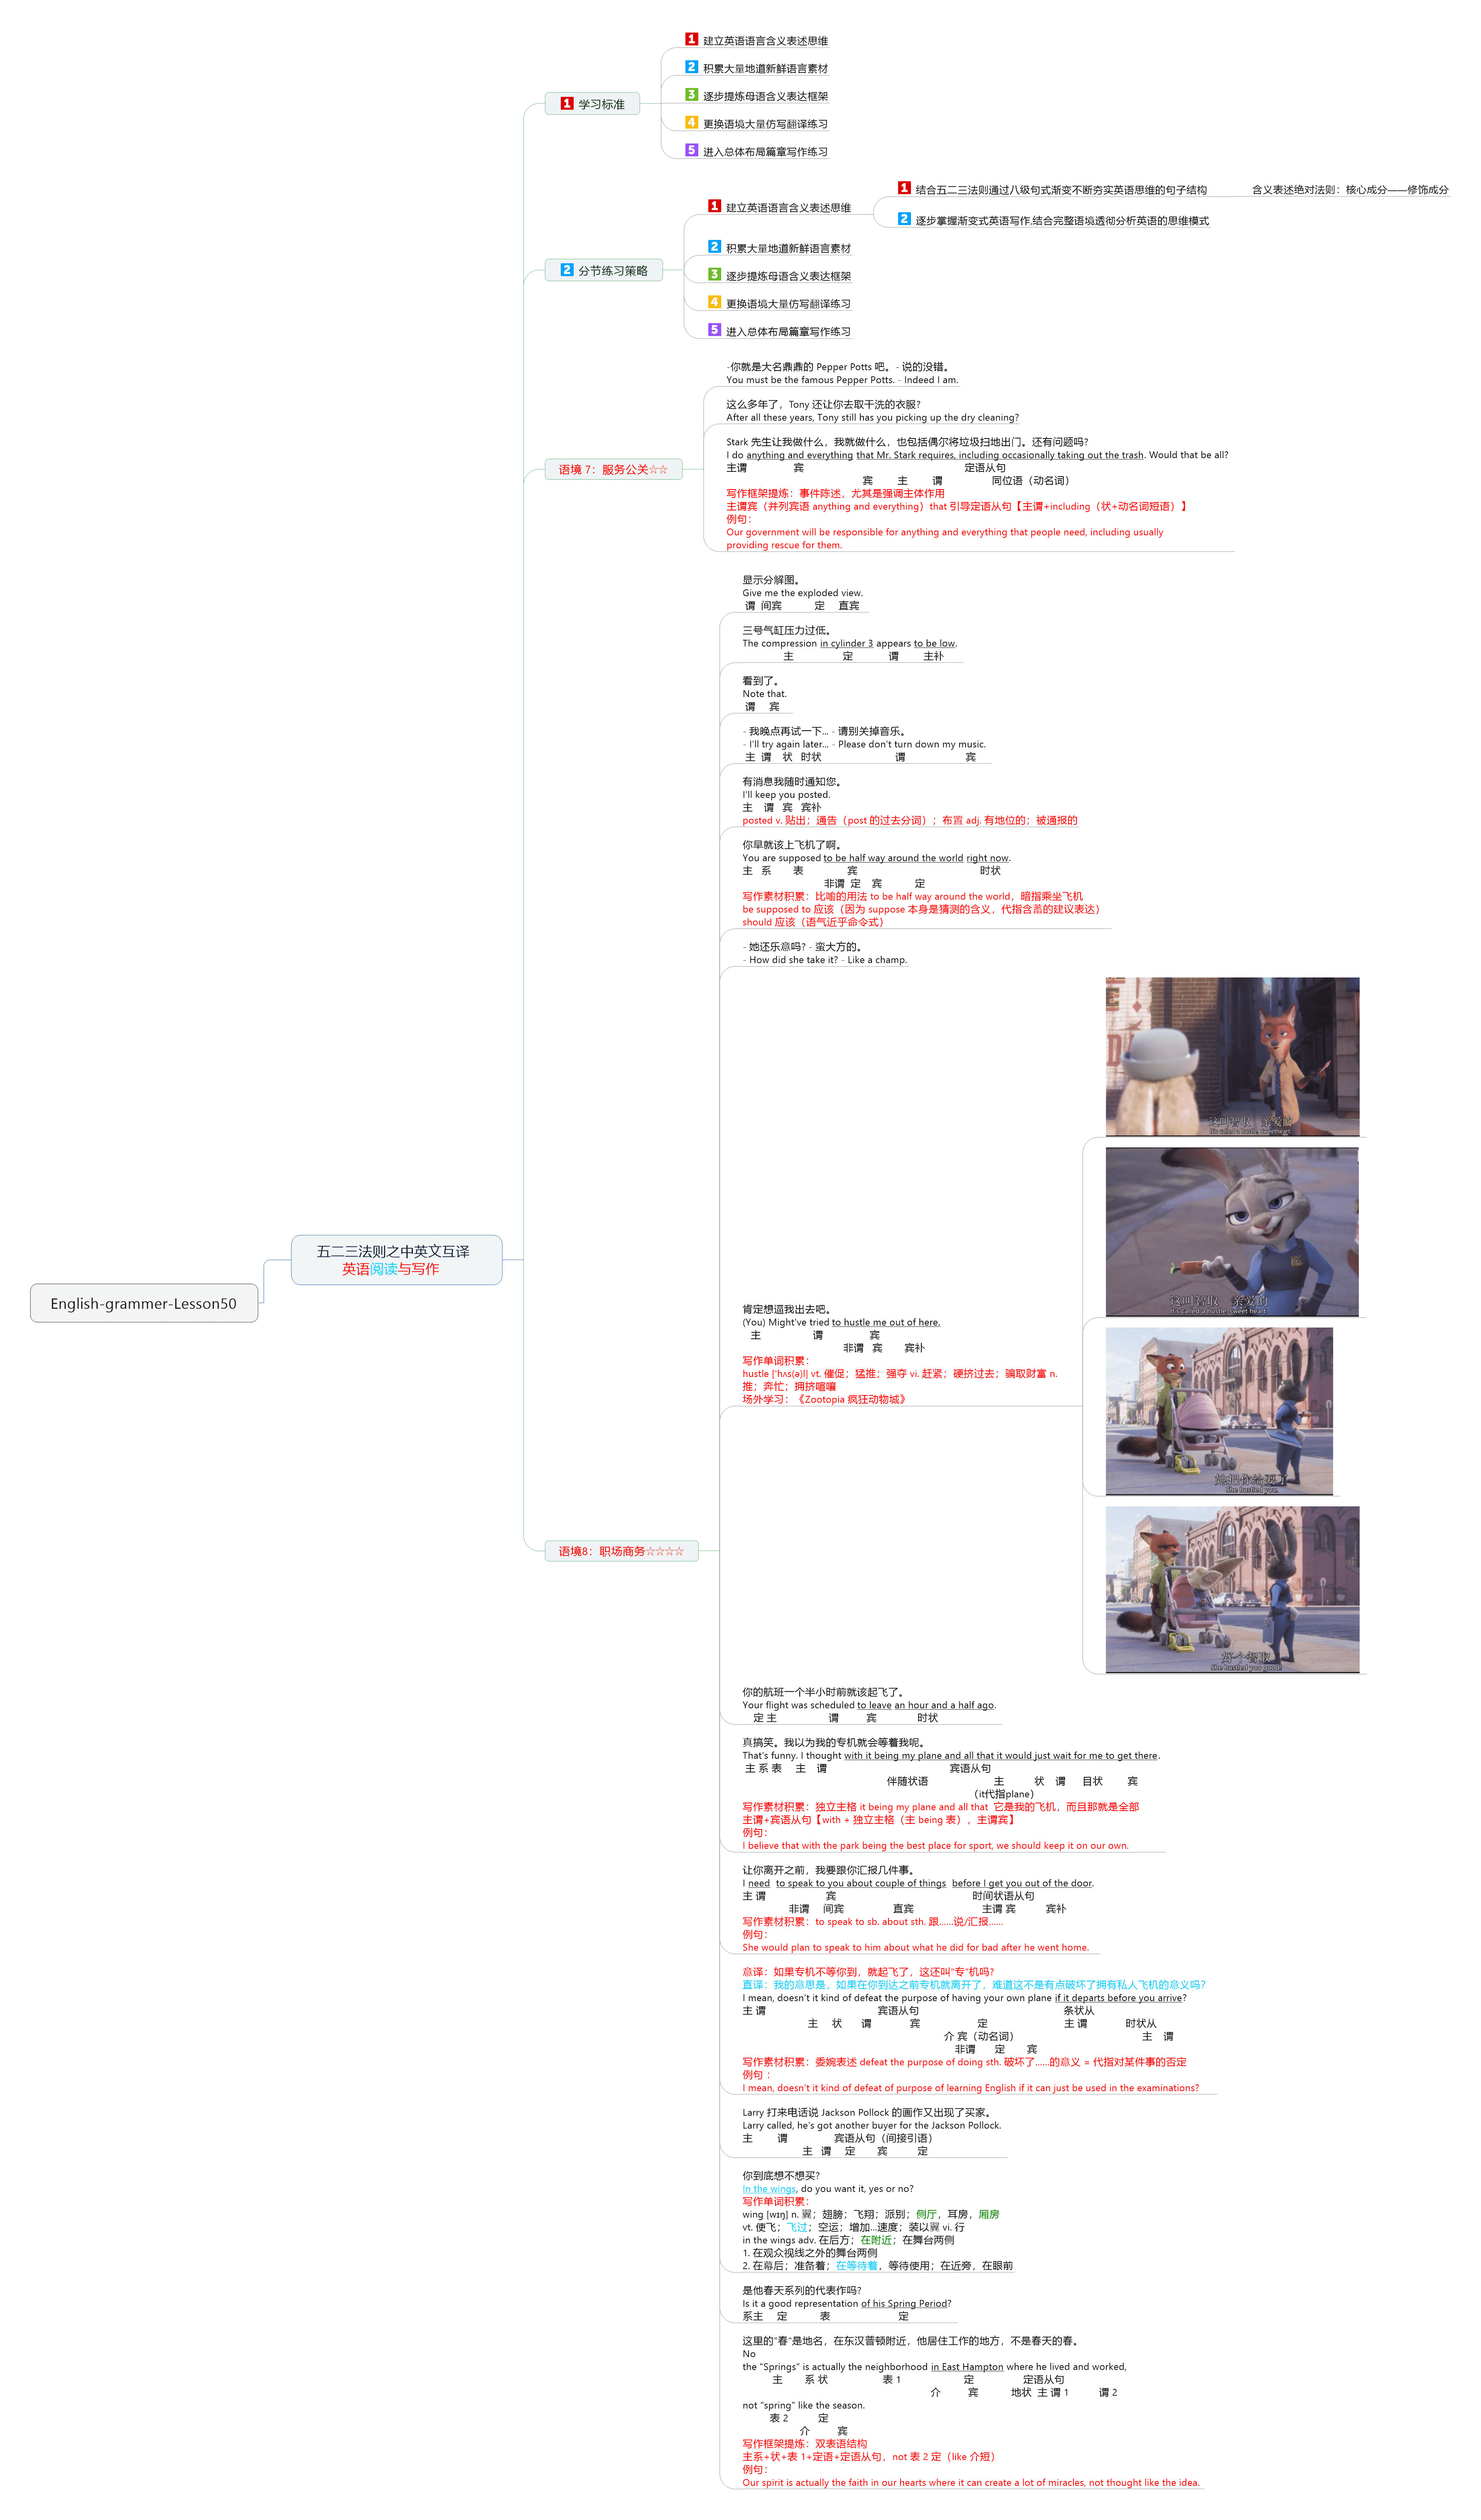 English-grammer-Lesson50
五二三法则之中英文互译
英语阅读与写作
1 学习标准
1 建立英语语言含义表述思维
2 积累大量地道新鲜语言素材
3 逐步提炼母语含义表达框架
4 更换语境大量仿写翻译练习
5 进入总体布局篇章写作练习
2 分节练习策略
1 建立英语语言含义表述思维
1 结合五二三法则通过八级句式渐变不断夯实英语思维的句子结构
含义表述绝对法则：核心成分——修饰成分
2 逐步掌握渐变式英语写作,结合完整语境透彻分析英语的思维模式
2 积累大量地道新鲜语言素材
3 逐步提炼母语含义表达框架
4 更换语境大量仿写翻译练习
5 进入总体布局篇章写作练习
语境 7：服务公关☆☆
-你就是大名鼎鼎的 Pepper Potts 吧。- 说的没错。
You must be the famous Pepper Potts. - Indeed I am.
这么多年了，Tony 还让你去取干洗的衣服?
After all these years, Tony still has you picking up the dry cleaning?
Stark 先生让我做什么，我就做什么，也包括偶尔将垃圾扫地出门。还有问题吗?
I do anything and everything that Mr. Stark requires, including occasionally taking out the trash. Would that be all?
主谓 宾 定语从句
宾 主 谓 同位语（动名词）
写作框架提炼：事件陈述，尤其是强调主体作用
主谓宾（并列宾语 anything and everything）that 引导定语从句【主谓+including（状+动名词短语）】
例句：
Our government will be responsible for anything and everything that people need, including usually
providing rescue for them.
语境8：职场商务☆☆☆☆
显示分解图。
Give me the exploded view.
谓 间宾 定 直宾
三号气缸压力过低。
The compression in cylinder 3 appears to be low.
主 定 谓 主补
看到了。
Note that.
谓 宾
- 我晚点再试一下... - 请别关掉音乐。
- I'll try again later... - Please don't turn down my music.
主 谓 状 时状 谓 宾
有消息我随时通知您。
I'll keep you posted.
主 谓 宾 宾补
posted v. 贴出；通告（post 的过去分词）；布置 adj. 有地位的；被通报的
你早就该上飞机了啊。
You are supposed to be half way around the world right now.
主 系 表 宾 时状
非谓 定 宾 定
写作素材积累：比喻的用法 to be half way around the world，暗指乘坐飞机
be supposed to 应该（因为 suppose 本身是猜测的含义，代指含蓄的建议表达）
should 应该（语气近乎命令式）
- 她还乐意吗? - 蛮大方的。
- How did she take it? - Like a champ.
肯定想逼我出去吧。
(You) Might've tried to hustle me out of here.
主 谓 宾
非谓 宾 宾补
写作单词积累：
hustle ['hʌs(ə)l] vt. 催促；猛推；强夺 vi. 赶紧；硬挤过去；骗取财富 n.
推；奔忙；拥挤喧嚷
场外学习：《Zootopia 疯狂动物城》
这叫智取 亲爱的
It's called a hustle, sweetheart
这叫智取 亲爱的
It's called a hustle, sweet heart.
她把你给耍了
She hustled you.
好个智取
She hustled you good!
你的航班一个半小时前就该起飞了。
Your flight was scheduled to leave an hour and a half ago.
定 主 谓 宾 时状
真搞笑。我以为我的专机就会等着我呢。
That's funny. I thought with it being my plane and all that it would just wait for me to get there.
主 系 表 主 谓 宾语从句
伴随状语 主 状 谓 目状 宾
（it代指plane）
写作素材积累：独立主格 it being my plane and all that 它是我的飞机，而且那就是全部
主谓+宾语从句【with + 独立主格（主 being 表），主谓宾】
例句：
I believe that with the park being the best place for sport, we should keep it on our own.
让你离开之前，我要跟你汇报几件事。
I need to speak to you about couple of things before I get you out of the door.
主 谓 宾 时间状语从句
非谓 间宾 直宾 主谓 宾 宾补
写作素材积累：to speak to sb. about sth. 跟……说/汇报……
例句：
She would plan to speak to him about what he did for bad after he went home.
意译：如果专机不等你到，就起飞了，这还叫"专"机吗?
直译：我的意思是，如果在你到达之前专机就离开了，难道这不是有点破坏了拥有私人飞机的意义吗?
I mean, doesn't it kind of defeat the purpose of having your own plane if it departs before you arrive?
主 谓 宾语从句 条状从
主 状 谓 宾 定 主 谓 时状从
介 宾（动名词） 主 谓
非谓 定 宾
写作素材积累：委婉表述 defeat the purpose of doing sth. 破坏了……的意义 = 代指对某件事的否定
例句 ：
I mean, doesn't it kind of defeat of purpose of learning English if it can just be used in the examinations?
Larry 打来电话说 Jackson Pollock 的画作又出现了买家。
Larry called, he's got another buyer for the Jackson Pollock.
主 谓 宾语从句（间接引语）
主 谓 定 宾 定
你到底想不想买?
In the wings, do you want it, yes or no?
写作单词积累：
wing [wɪŋ] n. 翼；翅膀；飞翔；派别；侧厅，耳房，厢房
vt. 使飞；飞过；空运；增加...速度；装以翼 vi. 行
in the wings adv. 在后方；在附近；在舞台两侧
1. 在观众视线之外的舞台两侧
2. 在幕后；准备着；在等待着，等待使用；在近旁，在眼前
是他春天系列的代表作吗?
Is it a good representation of his Spring Period?
系主 定 表 定
这里的"春"是地名，在东汉普顿附近，他居住工作的地方，不是春天的春。
No
the "Springs" is actually the neighborhood in East Hampton where he lived and worked,
主 系 状 表 1 定 定语从句
介 宾 地状 主 谓 1 谓 2
not "spring" like the season.
表 2 定
介 宾
写作框架提炼：双表语结构
主系+状+表 1+定语+定语从句，not 表 2 定（like 介短）
例句：
Our spirit is actually the faith in our hearts where it can create a lot of miracles, not thought like the idea.